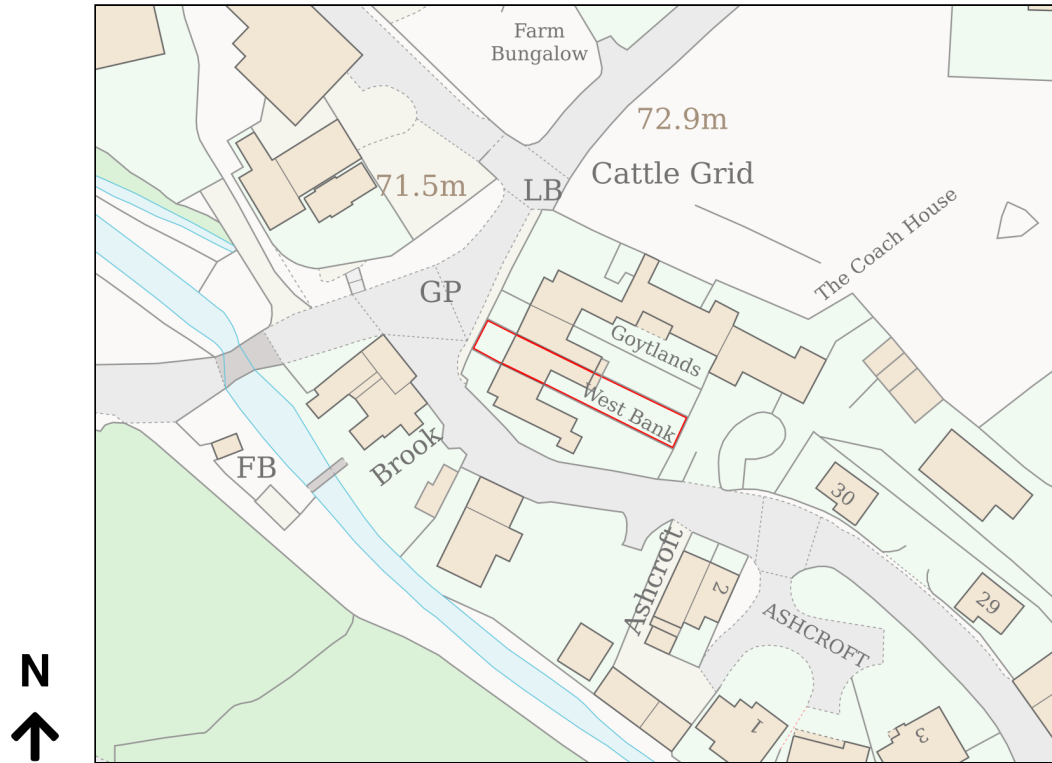 Farm
Bungalow
72.9m
Cattle Grid
71.5m
LB
The Coach House
GP
Goytlands
West Bank
Brook
FB
30
Ashcroft
2
29
ASHCROFT
1
3
N